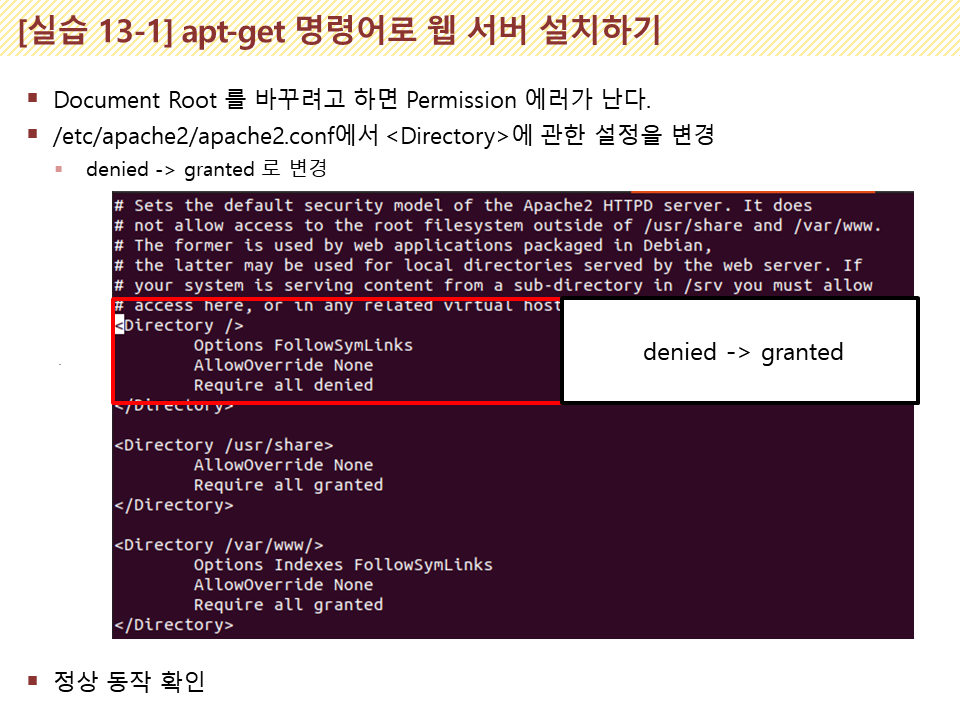 [실습 13-1] apt-get 명령어로 웹 서버 설치하기
Document Root 를 바꾸려고 하면 Permission 에러가 난다.
/etc/apache2/apache2.conf에서 <Directory>에 관한 설정을 변경
denied -> granted 로 변경
# Sets the default security model of the Apache2 HTTPD server. It does
# not allow access to the root filesystem outside of /usr/share and /var/www.
# The former is used by web applications packaged in Debian,
# the latter may be used for local directories served by the web server. If
# your system is serving content from a sub-directory in /srv you must allow
# access here, or in any related virtual host
<Directory />
Options FollowSymLinks
AllowOverride None
Require all denied
</Directory>
denied -> granted
<Directory /usr/share>
AllowOverride None
Require all granted
</Directory>
<Directory /var/www/>
Options Indexes FollowSymLinks
AllowOverride None
Require all granted
</Directory>
정상 동작 확인